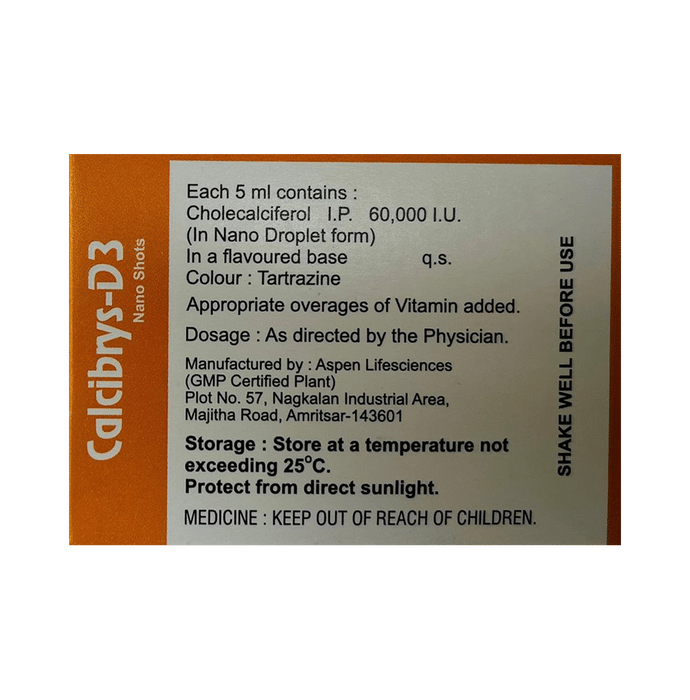 Calcibrys-D3
Nano Shots
Each 5 ml contains :
Cholecalciferol I.P. 60,000 I.U.
(In Nano Droplet form)
In a flavoured base q.s.
Colour : Tartrazine
Appropriate overages of Vitamin added.
Dosage : As directed by the Physician.
Manufactured by : Aspen Lifesciences
(GMP Certified Plant)
Plot No. 57, Nagkalan Industrial Area,
Majitha Road, Amritsar-143601
Storage : Store at a temperature not
exceeding 25°C.
Protect from direct sunlight.
MEDICINE : KEEP OUT OF REACH OF CHILDREN.
SHAKE WELL BEFORE USE